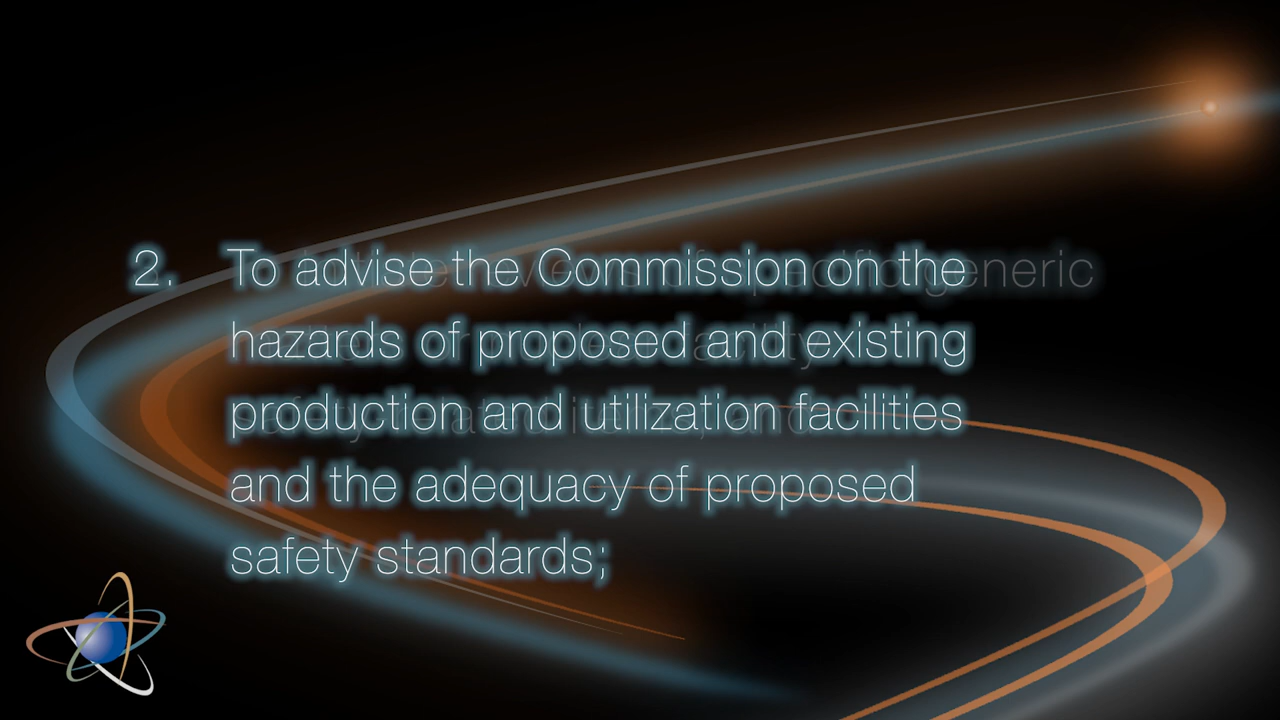 2. To advise the Commission on the
hazards of proposed and existing
production and utilization facilities
and the adequacy of proposed
safety standards;
generic